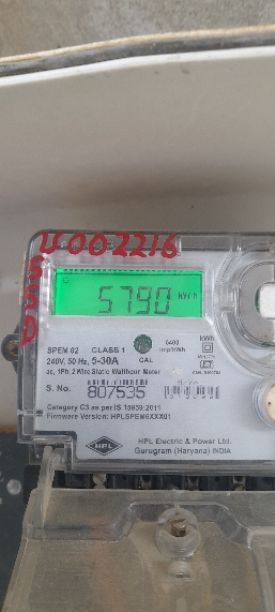 U002216
5790 kWh
SPEM 02 CLASS 1
240V, 50 Hz, 5-30A CAL
6400 imp/kWh
kWh
ac, 1Ph, 2 Wire Static Watthour Meter
S. No. 807535
Category C3 as per IS 15959:2011
Firmware Version: HPLSPEM6XXX01
HPL
HPL Electric & Power Ltd.
Gurugram (Haryana) INDIA